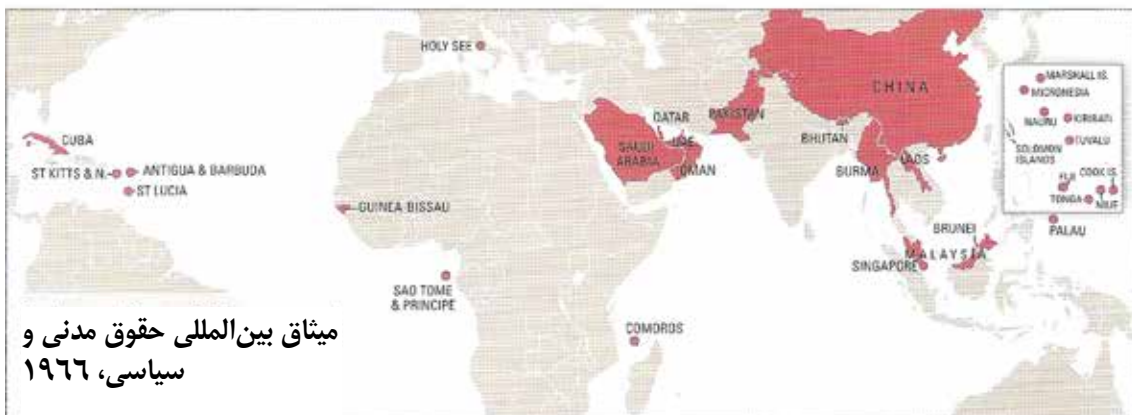 HOLY SEE
CUBA
ST KITTS & N.
ANTIGUA & BARBUDA
ST LUCIA
GUINEA BISSAU
SAO TOME
& PRINCIPE
COMOROS
SAUDI
ARABIA
QATAR
UAE
OMAN
PAKISTAN
CHINA
BHUTAN
BURMA
LAOS
BRUNEI
MALAYSIA
SINGAPORE
MARSHALL IS.
MICRONESIA
NAURU
KIRIBATI
TUVALU
SOLOMON
ISLANDS
FIJI
COOK IS.
TONGA
NIUE
PALAU
میثاق بین‌المللی حقوق مدنی و
سیاسی، ۱۹۶۶